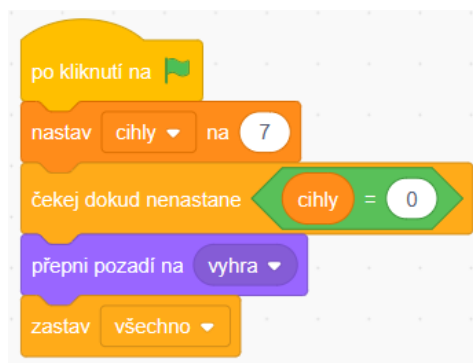 po kliknutí na
nastav cihly na 7
čekej dokud nenastane cihly = 0
přepni pozadí na vyhra
zastav všechno